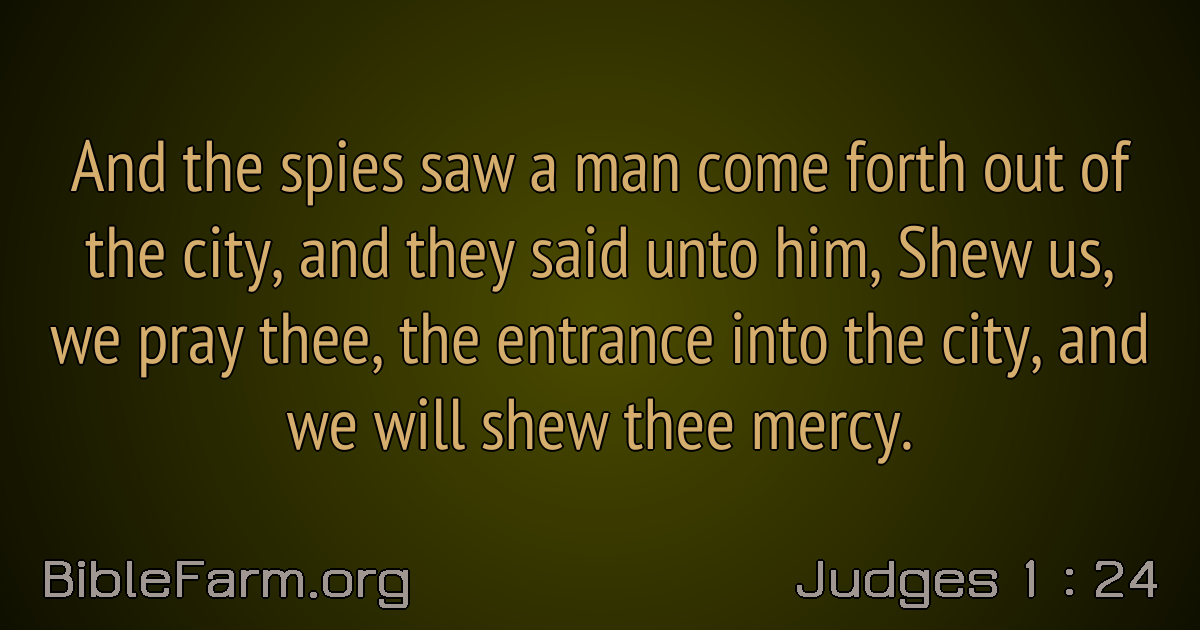 And the spies saw a man come forth out of
the city, and they said unto him, Shew us,
we pray thee, the entrance into the city, and
we will shew thee mercy.
BibleFarm.org
Judges 1 : 24